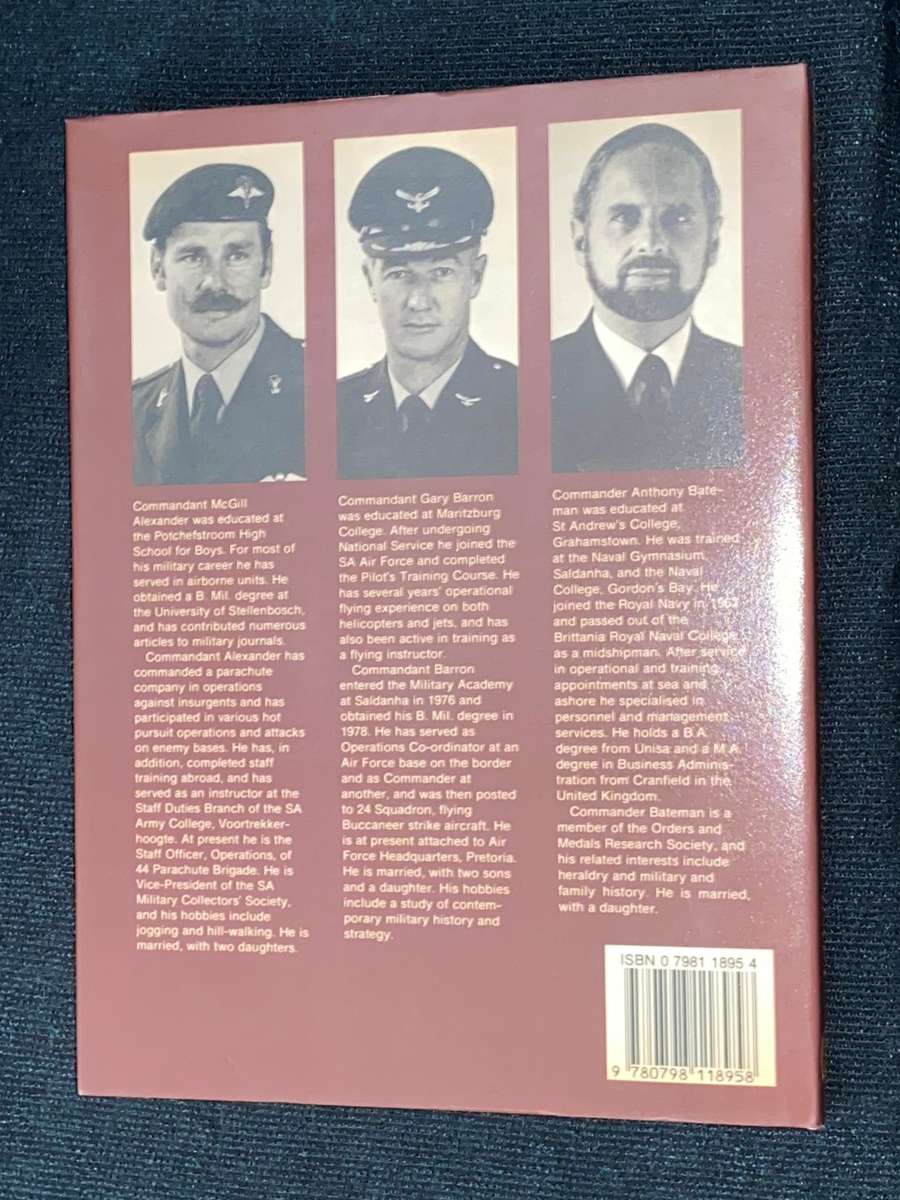 Commandant McGill
Alexander was educated at
the Potchefstroom High
School for Boys. For most of
his military career he has
served in airborne units. He
obtained a B. Mil. degree at
the University of Stellenbosch,
and has contributed numerous
articles to military journals.
Commandant Alexander has
commanded a parachute
company in operations
against insurgents and has
participated in various hot
pursuit operations and attacks
on enemy bases. He has, in
addition, completed staff
training abroad, and has
served as an instructor at the
Staff Duties Branch of the SA
Army College, Voortrekker-
hoogte. At present he is the
Staff Officer, Operations, of
44 Parachute Brigade. He is
Vice-President of the SA
Military Collectors' Society,
and his hobbies include
jogging and hill-walking. He is
married, with two daughters.
Commandant Gary Barron
was educated at Maritzburg
College. After undergoing
National Service he joined the
SA Air Force and completed
the Pilot's Training Course. He
has several years' operational
flying experience on both
helicopters and jets, and has
also been active in training as
a flying instructor.
Commandant Barron
entered the Military Academy
at Saldanha in 1976 and
obtained his B. Mil. degree in
1978. He has served as
Operations Co-ordinator at an
Air Force base on the border
and as Commander at
another, and was then posted
to 24 Squadron, flying
Buccaneer strike aircraft. He
is at present attached to Air
Force Headquarters, Pretoria.
He is married, with two sons
and a daughter. His hobbies
include a study of contem-
porary military history and
strategy.
Commander Anthony Bate-
man was educated at
St Andrew's College,
Grahamstown. He was trained
at the Naval Gymnasium,
Saldanha, and the Naval
College, Gordon's Bay. He
joined the Royal Navy in 1963
and passed out of the
Brittania Royal Naval College
as a midshipman. After service
in operational and training
appointments at sea and
ashore he specialised in
personnel and management
services. He holds a B.A.
degree from Unisa and a M.A.
degree in Business Adminis-
tration from Cranfield in the
United Kingdom.
Commander Bateman is a
member of the Orders and
Medals Research Society, and
his related interests include
heraldry and military and
family history. He is married,
with a daughter.
ISBN 0 7981 1895 4
9 780798 118958